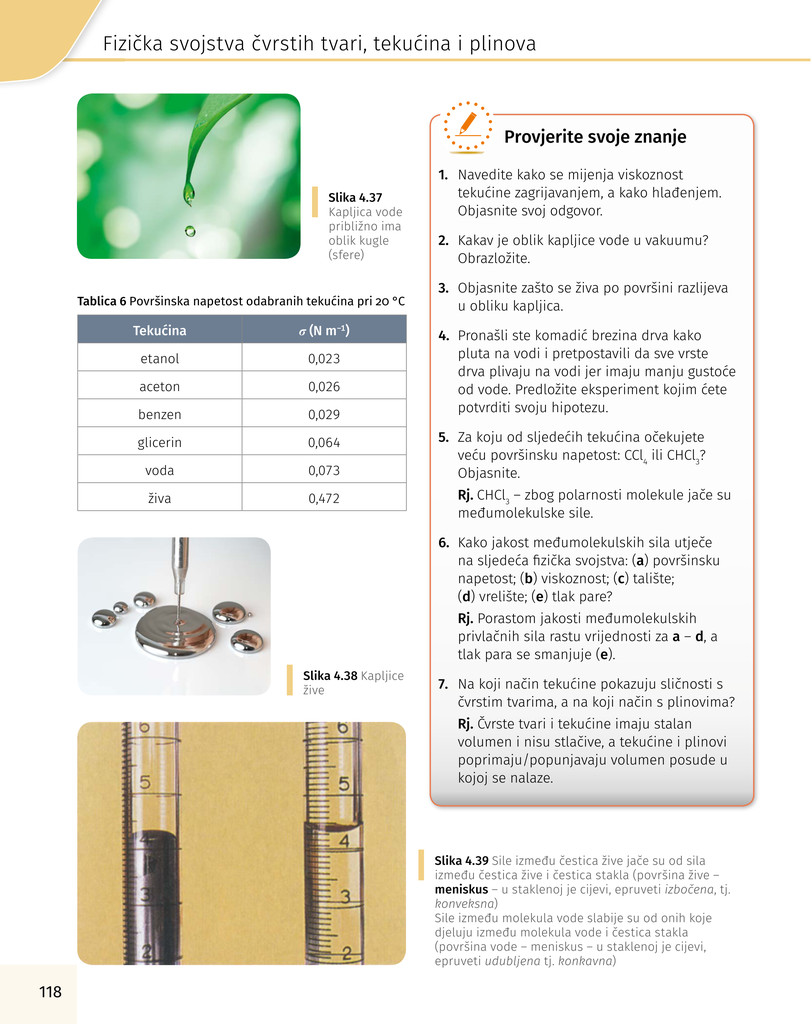 Fizička svojstva čvrstih tvari, tekućina i plinova
Slika 4.37
Kapljica vode
približno ima
oblik kugle
(sfere)
Tablica 6 Površinska napetost odabranih tekućina pri 20 °C
Tekućina σ (N m⁻¹)
etanol 0,023
aceton 0,026
benzen 0,029
glicerin 0,064
voda 0,073
živa 0,472
Slika 4.38 Kapljice
žive
6 6
5 5
4 4
3 3
2 2
Provjerite svoje znanje
1. Navedite kako se mijenja viskoznost
tekućine zagrijavanjem, a kako hlađenjem.
Objasnite svoj odgovor.
2. Kakav je oblik kapljice vode u vakuumu?
Obrazložite.
3. Objasnite zašto se živa po površini razlijeva
u obliku kapljica.
4. Pronašli ste komadić brezina drva kako
pluta na vodi i pretpostavili da sve vrste
drva plivaju na vodi jer imaju manju gustoće
od vode. Predložite eksperiment kojim ćete
potvrditi svoju hipotezu.
5. Za koju od sljedećih tekućina očekujete
veću površinsku napetost: CCl₄ ili CHCl₃?
Objasnite.
Rj. CHCl₃ – zbog polarnosti molekule jače su
međumolekulske sile.
6. Kako jakost međumolekulskih sila utječe
na sljedeća fizička svojstva: (a) površinsku
napetost; (b) viskoznost; (c) talište;
(d) vrelište; (e) tlak pare?
Rj. Porastom jakosti međumolekulskih
privlačnih sila rastu vrijednosti za a – d, a
tlak para se smanjuje (e).
7. Na koji način tekućine pokazuju sličnosti s
čvrstim tvarima, a na koji način s plinovima?
Rj. Čvrste tvari i tekućine imaju stalan
volumen i nisu stlačive, a tekućine i plinovi
poprimaju/popunjavaju volumen posude u
kojoj se nalaze.
Slika 4.39 Sile između čestica žive jače su od sila
između čestica žive i čestica stakla (površina žive –
meniskus – u staklenoj je cijevi, epruveti izbočena, tj.
konveksna)
Sile između molekula vode slabije su od onih koje
djeluju između molekula vode i čestica stakla
(površina vode – meniskus – u staklenoj je cijevi,
epruveti udubljena tj. konkavna)
118